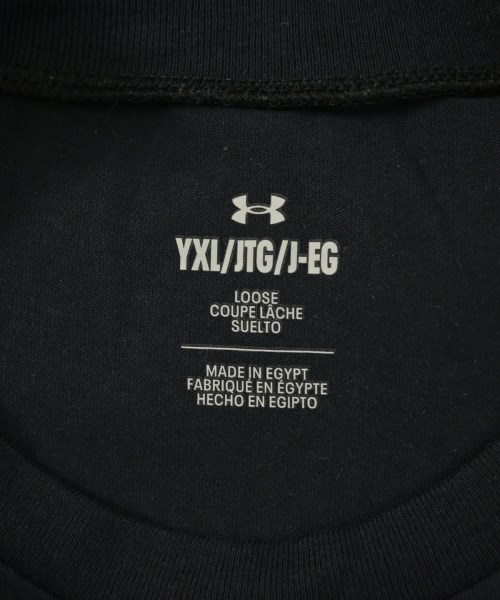 YXL/JTG/J-EG
LOOSE
COUPE LÂCHE
SUELTO
MADE IN EGYPT
FABRIQUÉ EN ÉGYPTE
HECHO EN EGIPTO